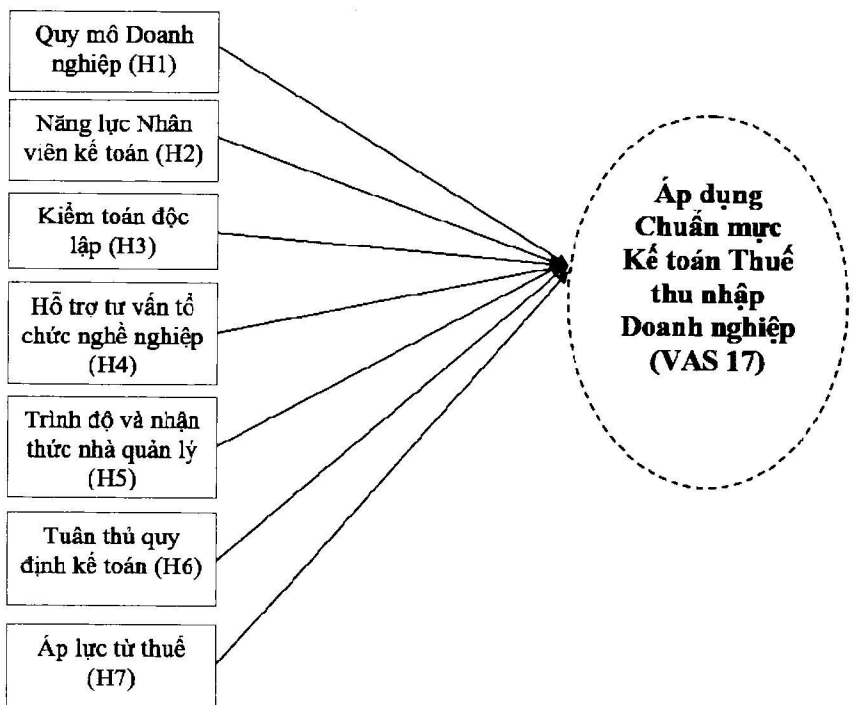 Quy mô Doanh
nghiệp (H1)
Năng lực Nhân
viên kế toán (H2)
Kiểm toán độc
lập (H3)
Hỗ trợ tư vấn tổ
chức nghề nghiệp
(H4)
Trình độ và nhận
thức nhà quản lý
(H5)
Tuân thủ quy
định kế toán (H6)
Áp lực từ thuế
(H7)
Áp dụng
Chuẩn mực
Kế toán Thuế
thu nhập
Doanh nghiệp
(VAS 17)